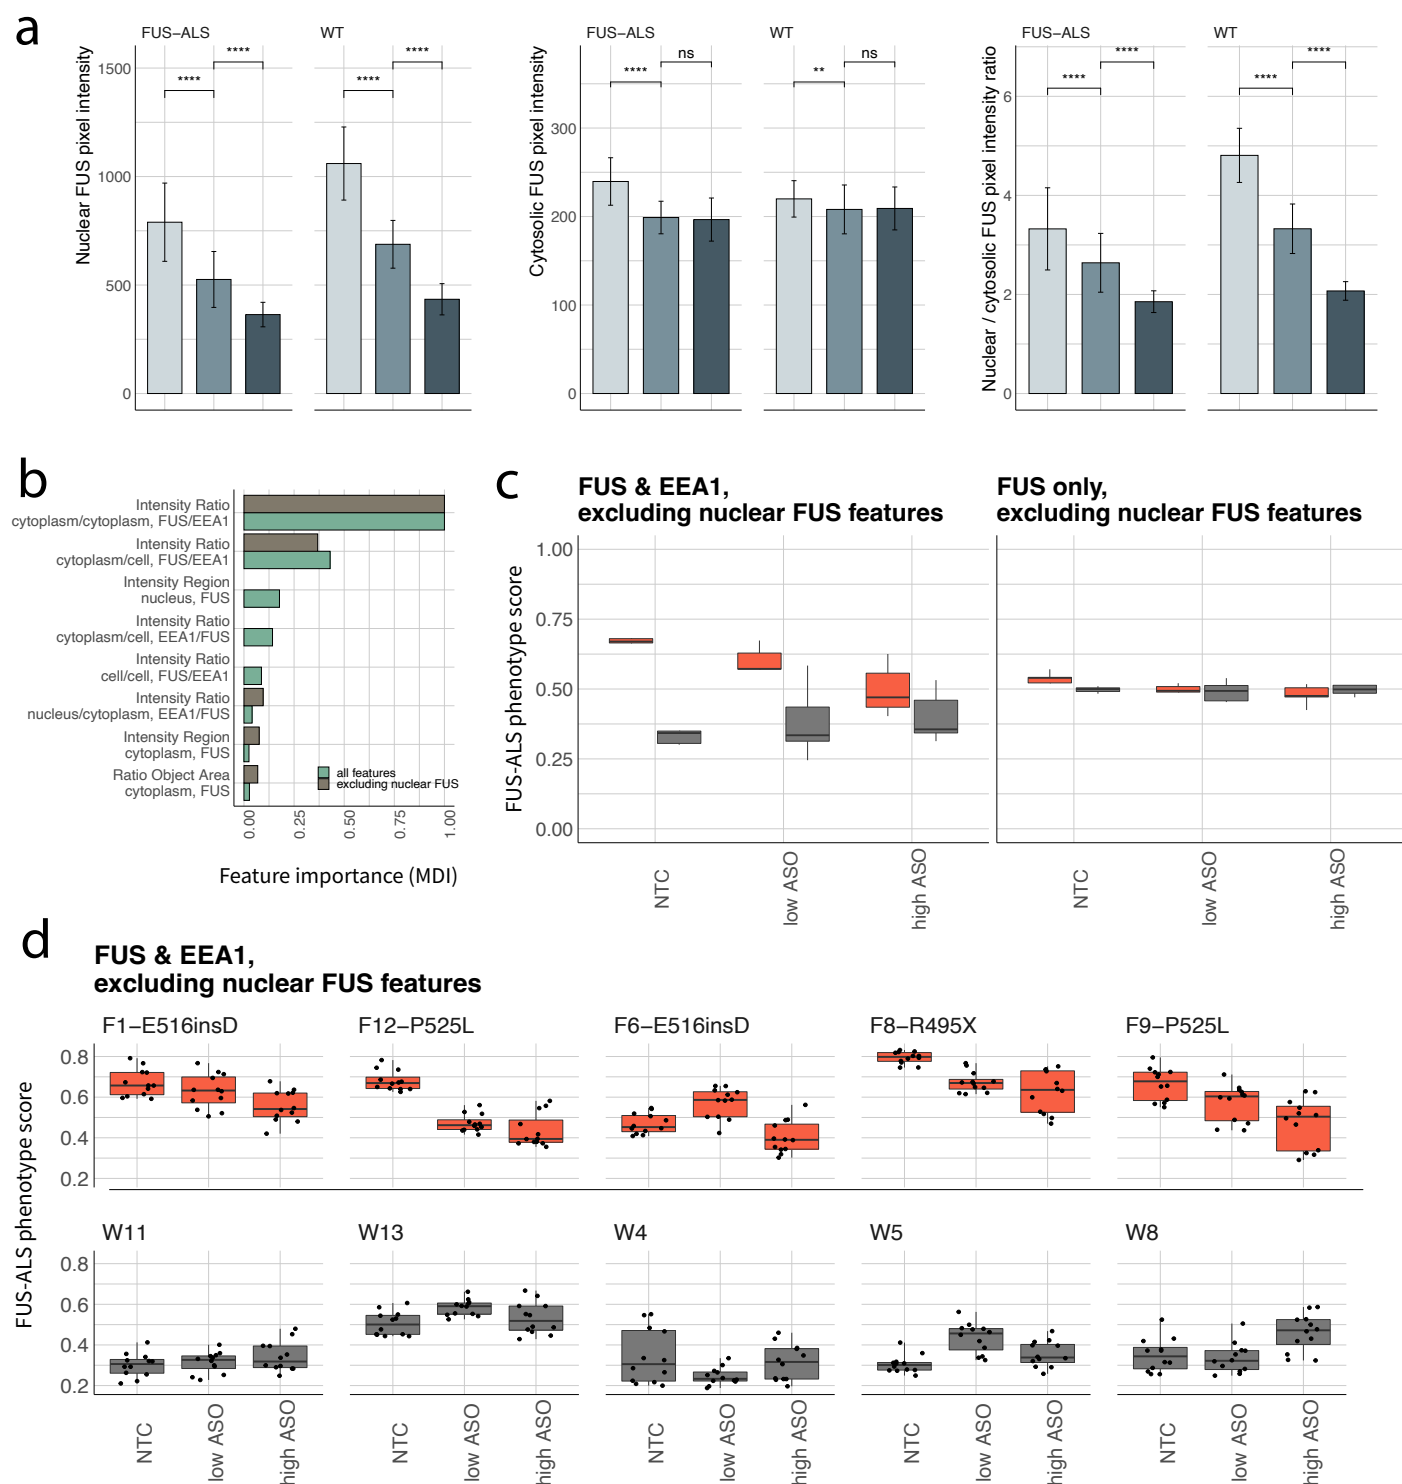 a
FUS−ALS
WT
Nuclear FUS pixel intensity
1500
1000
500
0
****
****
****
****
FUS−ALS
WT
Cytosolic FUS pixel intensity
300
200
100
0
****
ns
**
ns
FUS−ALS
WT
Nuclear / cytosolic FUS pixel intensity ratio
6
4
2
0
****
****
****
****
b
Intensity Ratio
cytoplasm/cytoplasm, FUS/EEA1
Intensity Ratio
cytoplasm/cell, FUS/EEA1
Intensity Region
nucleus, FUS
Intensity Ratio
cytoplasm/cell, EEA1/FUS
Intensity Ratio
cell/cell, FUS/EEA1
Intensity Ratio
nucleus/cytoplasm, EEA1/FUS
Intensity Region
cytoplasm, FUS
Ratio Object Area
cytoplasm, FUS
all features
excluding nuclear FUS
0.00
0.25
0.50
0.75
1.00
Feature importance (MDI)
c
FUS & EEA1,
excluding nuclear FUS features
FUS only,
excluding nuclear FUS features
FUS-ALS phenotype score
1.00
0.75
0.50
0.25
0.00
NTC
low ASO
high ASO
NTC
low ASO
high ASO
d
FUS & EEA1,
excluding nuclear FUS features
F1−E516insD
F12−P525L
F6−E516insD
F8−R495X
F9−P525L
FUS-ALS phenotype score
0.8
0.6
0.4
0.2
W11
W13
W4
W5
W8
0.8
0.6
0.4
0.2
NTC
low ASO
high ASO
NTC
low ASO
high ASO
NTC
low ASO
high ASO
NTC
low ASO
high ASO
NTC
low ASO
high ASO